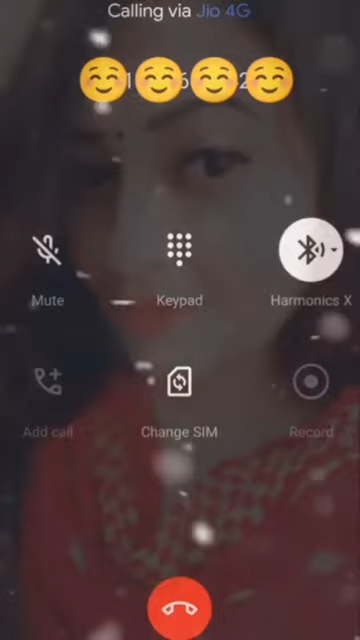 Calling via Jio 4G
Mute
Keypad
Harmonics X
Add call
Change SIM
Record